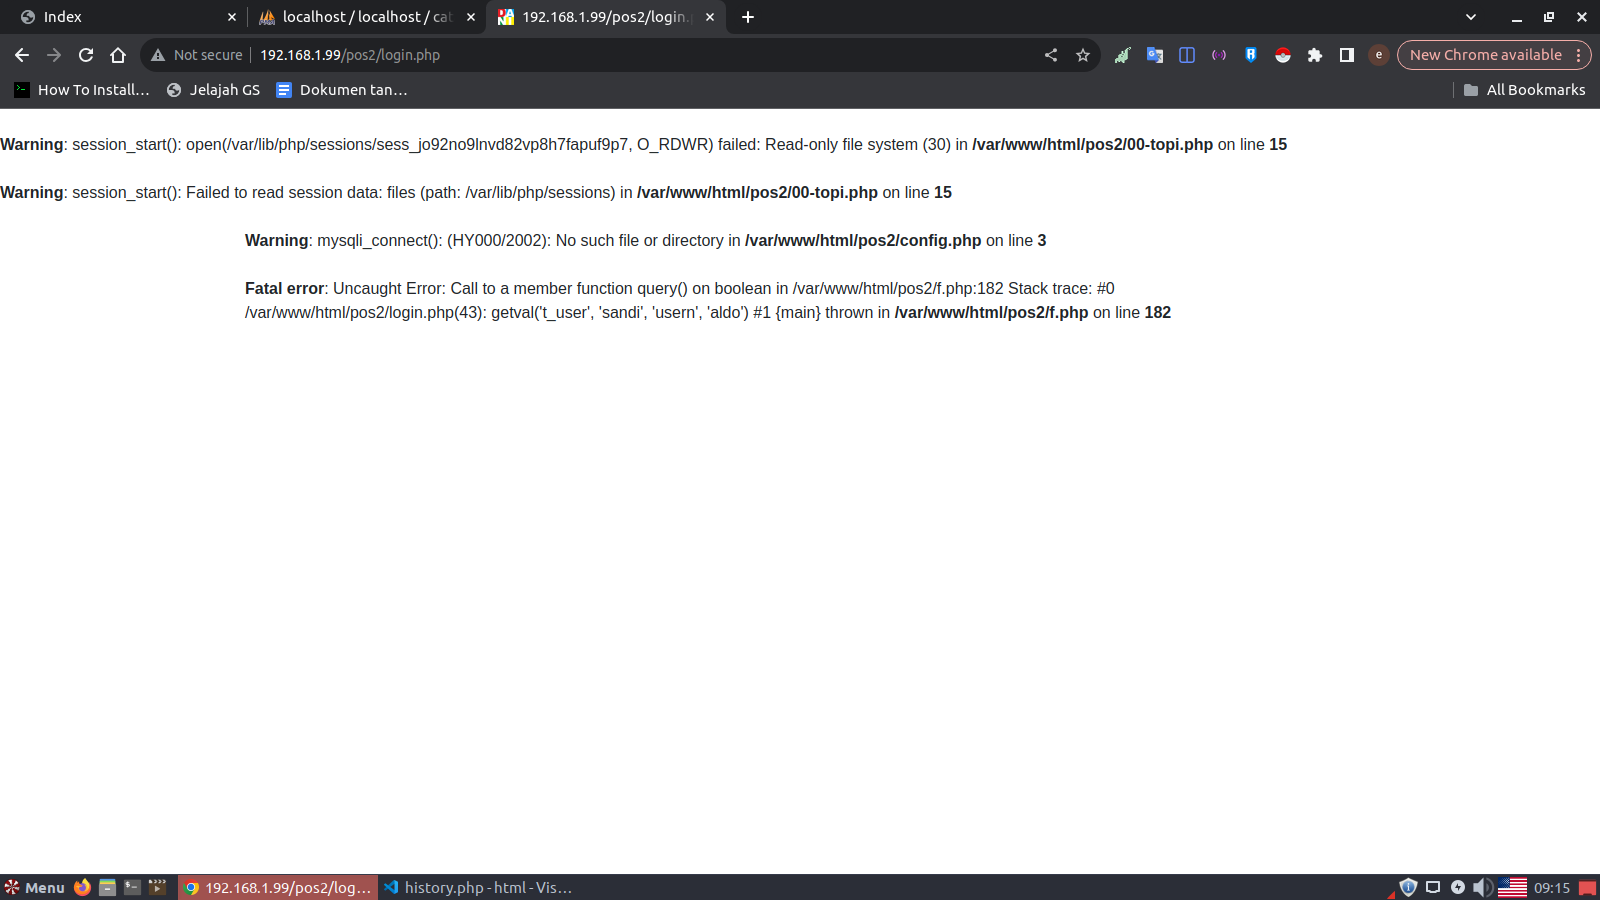 Index
localhost / localhost / cat
192.168.1.99/pos2/login.
Not secure
192.168.1.99/pos2/login.php
e
New Chrome available
How To Install...
Jelajah GS
Dokumen tan...
All Bookmarks
Warning: session_start(): open(/var/lib/php/sessions/sess_jo92no9lnvd82vp8h7fapuf9p7, O_RDWR) failed: Read-only file system (30) in /var/www/html/pos2/00-topi.php on line 15
Warning: session_start(): Failed to read session data: files (path: /var/lib/php/sessions) in /var/www/html/pos2/00-topi.php on line 15
Warning: mysqli_connect(): (HY000/2002): No such file or directory in /var/www/html/pos2/config.php on line 3
Fatal error: Uncaught Error: Call to a member function query() on boolean in /var/www/html/pos2/f.php:182 Stack trace: #0
/var/www/html/pos2/login.php(43): getval('t_user', 'sandi', 'usern', 'aldo') #1 {main} thrown in /var/www/html/pos2/f.php on line 182
Menu
192.168.1.99/pos2/log...
history.php - html - Vis...
09:15